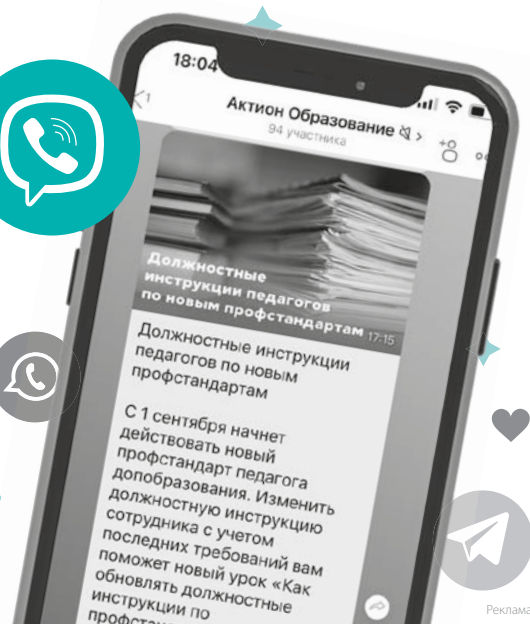 18:04
1
Актион Образование
94 участника
Должностные
инструкции педагогов
по новым профстандартам
17:15
Должностные инструкции
педагогов по новым
профстандартам
С 1 сентября начнет
действовать новый
профстандарт педагога
допобразования. Изменить
должностную инструкцию
сотрудника с учетом
последних требований вам
поможет новый урок «Как
обновлять должностные
инструкции по
Реклама